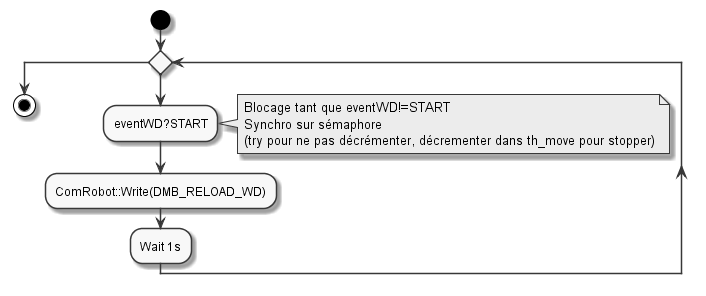 eventWD?START
Blocage tant que eventWD!=START
Synchro sur sémaphore
(try pour ne pas décrémenter, décrementer dans th_move pour stopper)
ComRobot::Write(DMB_RELOAD_WD)
Wait 1s